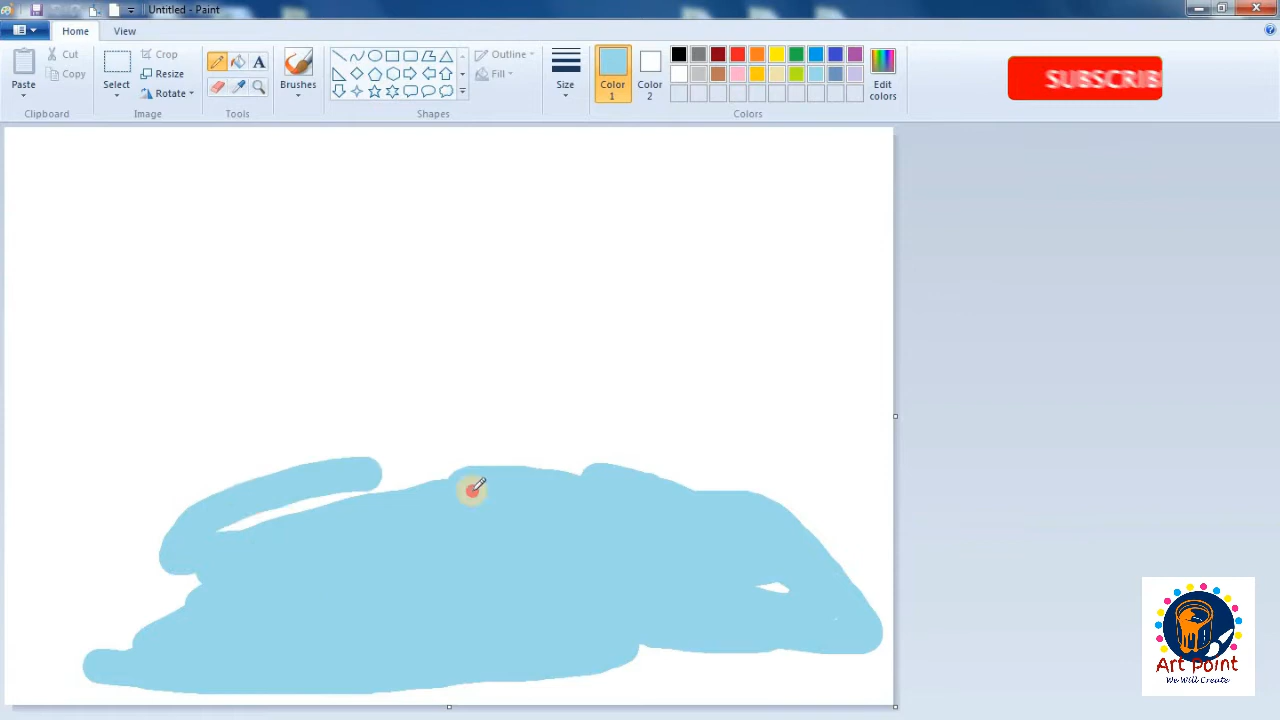 Untitled - Paint
Home
View
Paste
Cut
Copy
Clipboard
Select
Crop
Resize
Rotate
Image
A
Tools
Brushes
Shapes
Outline
Fill
Size
Color
1
Color
2
Edit
colors
Colors
SUBSCRIB
Art Point
We Will Create